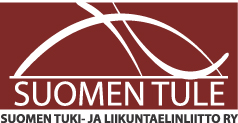 SUOMEN TULE
SUOMEN TUKI- JA LIIKUNTAELINLIITTO RY